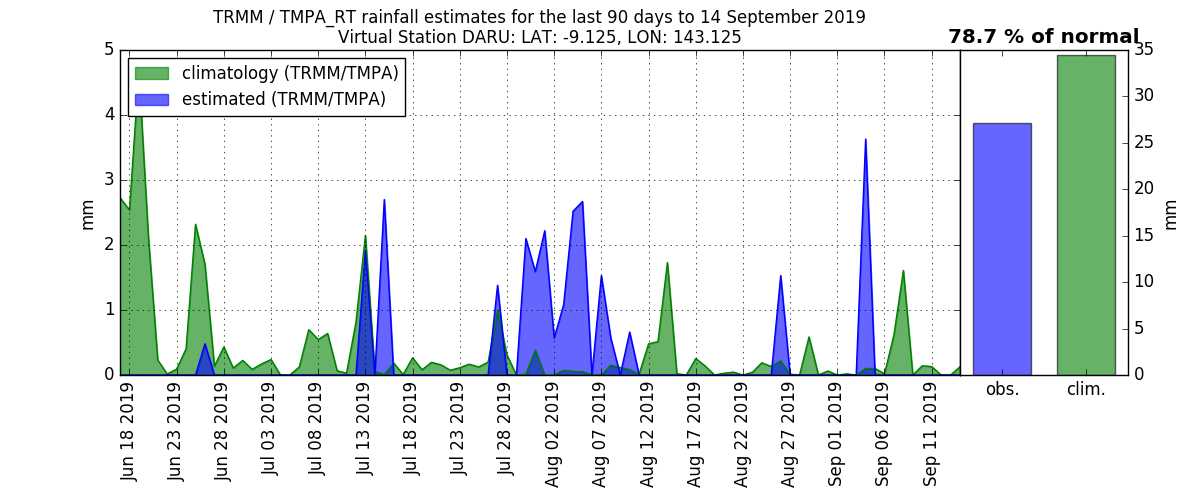 TRMM / TMPA_RT rainfall estimates for the last 90 days to 14 September 2019
Virtual Station DARU: LAT: -9.125, LON: 143.125
78.7 % of normal
climatology (TRMM/TMPA)
estimated (TRMM/TMPA)
5
4
3
2
1
0
mm
Jun 18 2019
Jun 23 2019
Jun 28 2019
Jul 03 2019
Jul 08 2019
Jul 13 2019
Jul 18 2019
Jul 23 2019
Jul 28 2019
Aug 02 2019
Aug 07 2019
Aug 12 2019
Aug 17 2019
Aug 22 2019
Aug 27 2019
Sep 01 2019
Sep 06 2019
Sep 11 2019
obs.
clim.
35
30
25
20
15
10
5
0
mm